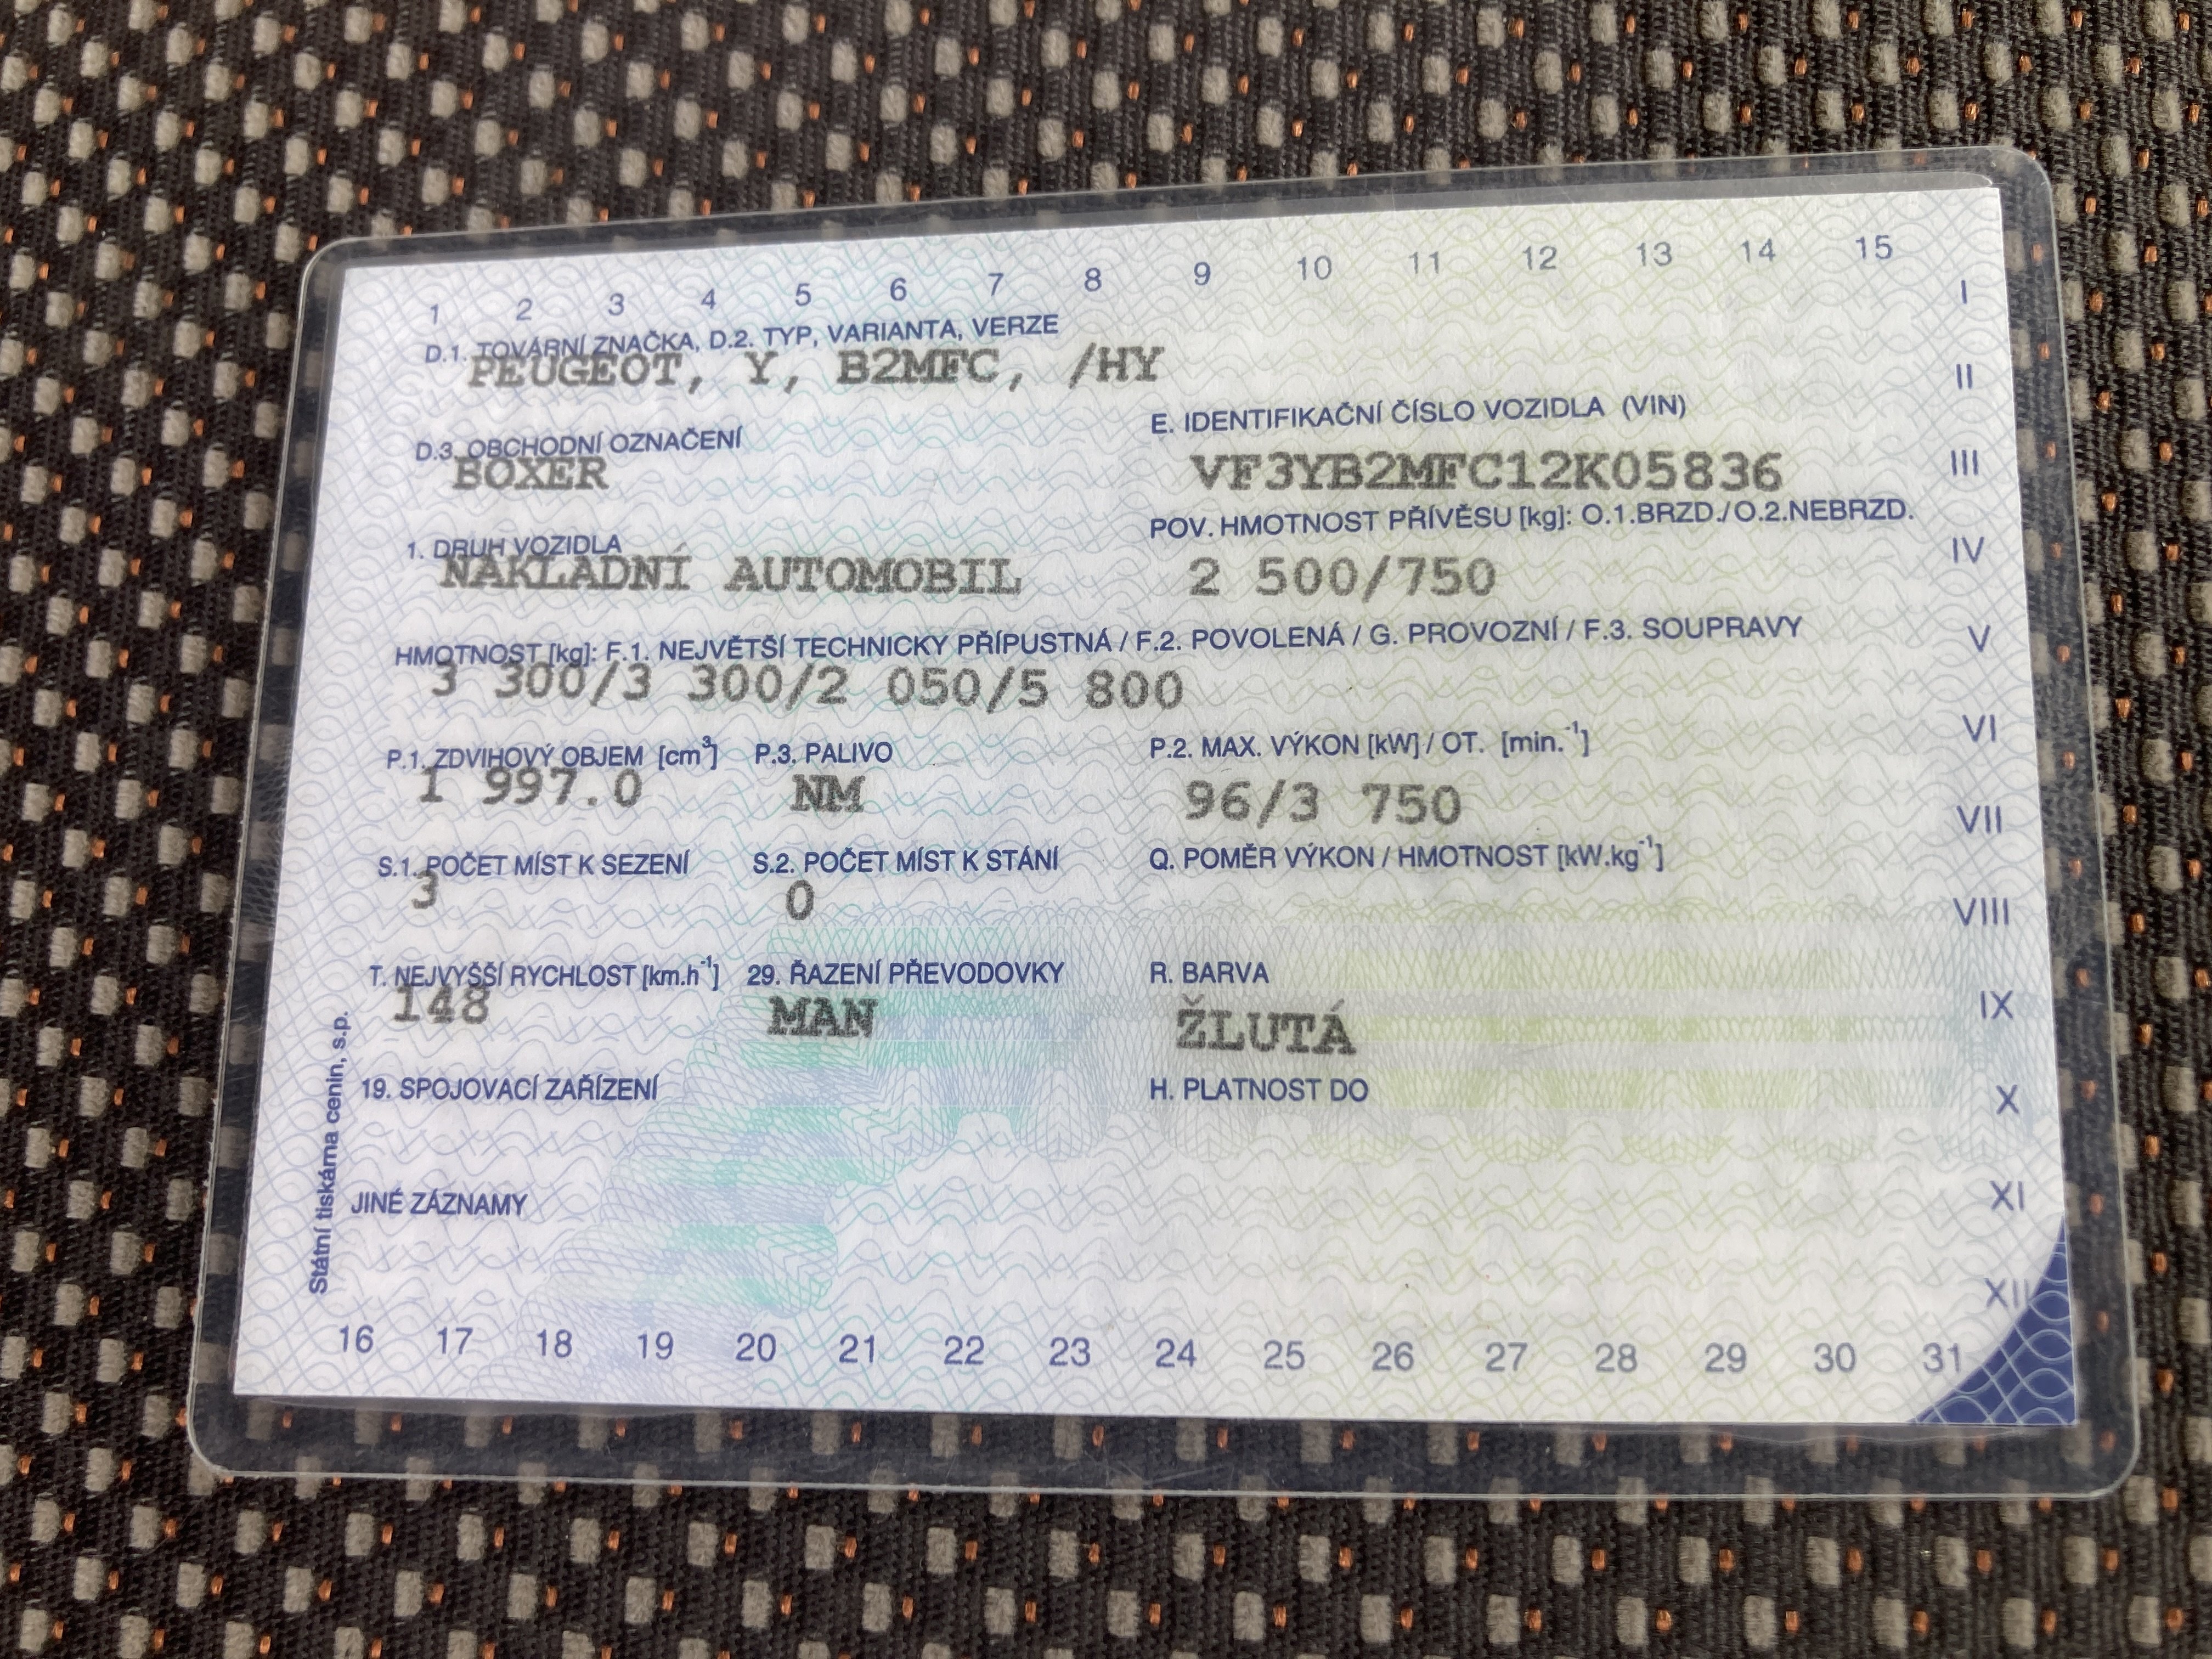 1 2 3 4 5 6 7 8 9 10 11 12 13 14 15
I
D.1. TOVÁRNÍ ZNAČKA, D.2. TYP, VARIANTA, VERZE
PEUGEOT, Y, B2MFC, /HY
II
D.3. OBCHODNÍ OZNAČENÍ
BOXER
E. IDENTIFIKAČNÍ ČÍSLO VOZIDLA (VIN)
VF3YB2MFC12K05836
III
1. DRUH VOZIDLA
NÁKLADNÍ AUTOMOBIL
POV. HMOTNOST PŘÍVĚSU [kg]: O.1.BRZD./O.2.NEBRZD.
2 500/750
IV
HMOTNOST [kg]: F.1. NEJVĚTŠÍ TECHNICKY PŘÍPUSTNÁ / F.2. POVOLENÁ / G. PROVOZNÍ / F.3. SOUPRAVY
3 300/3 300/2 050/5 800
V
P.1. ZDVIHOVÝ OBJEM [cm³]
1 997.0
P.3. PALIVO
NM
P.2. MAX. VÝKON [kW] / OT. [min.⁻¹]
96/3 750
VI
VII
S.1. POČET MÍST K SEZENÍ
3
S.2. POČET MÍST K STÁNÍ
0
Q. POMĚR VÝKON / HMOTNOST [kW.kg⁻¹]
VIII
T. NEJVYŠŠÍ RYCHLOST [km.h⁻¹]
148
29. ŘAZENÍ PŘEVODOVKY
MAN
R. BARVA
ŽLUTÁ
IX
19. SPOJOVACÍ ZAŘÍZENÍ
H. PLATNOST DO
X
JINÉ ZÁZNAMY
XI
XII
Státní tiskárna cenin, s.p.
16 17 18 19 20 21 22 23 24 25 26 27 28 29 30 31